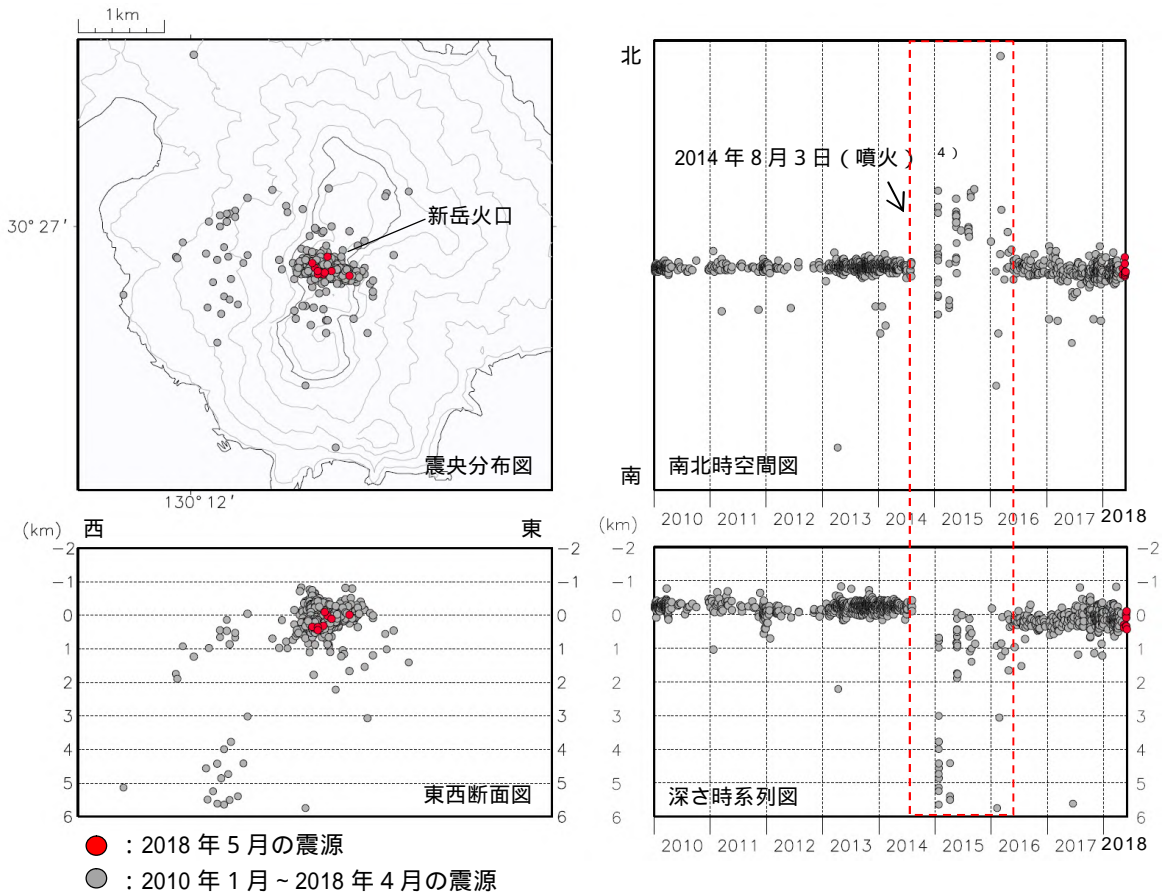 1km
30° 27′
新岳火口
震央分布図
130° 12′
北
2014 年 8 月 3 日（噴火） 4）
南北時空間図
南
2010 2011 2012 2013 2014 2015 2016 2017 2018
(km) 西 東
-2 -2
-1 -1
0 0
1 1
2 2
3 3
4 4
5 5
6 6
東西断面図
(km)
-2 -2
-1 -1
0 0
1 1
2 2
3 3
4 4
5 5
6 6
深さ時系列図
2010 2011 2012 2013 2014 2015 2016 2017 2018
：2018 年 5 月の震源
：2010 年 1 月～2018 年 4 月の震源